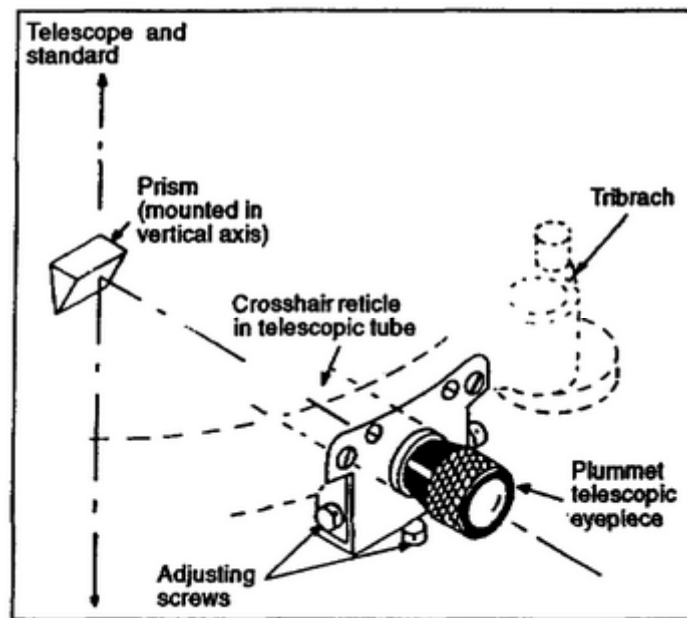 Telescope and
standard
Prism
(mounted in
vertical axis)
Tribrach
Crosshair reticle
in telescopic tube
Plummet
telescopic
eyepiece
Adjusting
screws